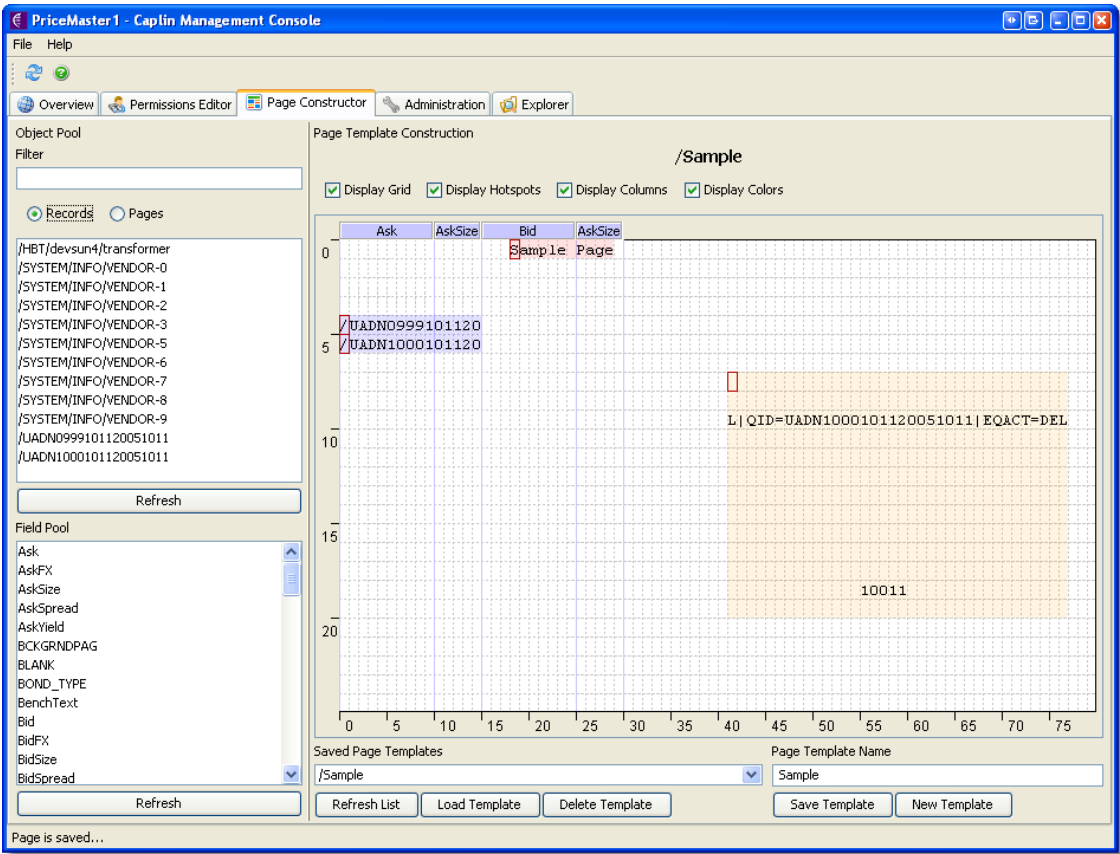 PriceMaster1 - Caplin Management Console
File Help
Overview Permissions Editor Page Constructor Administration Explorer
Object Pool
Filter
Records Pages
/HBT/devsun4/transformer
/SYSTEM/INFO/VENDOR-0
/SYSTEM/INFO/VENDOR-1
/SYSTEM/INFO/VENDOR-2
/SYSTEM/INFO/VENDOR-3
/SYSTEM/INFO/VENDOR-5
/SYSTEM/INFO/VENDOR-6
/SYSTEM/INFO/VENDOR-7
/SYSTEM/INFO/VENDOR-8
/SYSTEM/INFO/VENDOR-9
/UADN0999101120051011
/UADN1000101120051011
Refresh
Field Pool
Ask
AskFX
AskSize
AskSpread
AskYield
BCKGRNDPAG
BLANK
BOND_TYPE
BenchText
Bid
BidFX
BidSize
BidSpread
Refresh
Page Template Construction
/Sample
Display Grid Display Hotspots Display Columns Display Colors
Ask AskSize Bid AskSize
0 Sample Page
/UADN0999101120
5 /UADN1000101120
L|QID=UADN1000101120051011|EQACT=DEL
10
15
10011
20
0 5 10 15 20 25 30 35 40 45 50 55 60 65 70 75
Saved Page Templates Page Template Name
/Sample Sample
Refresh List Load Template Delete Template Save Template New Template
Page is saved...